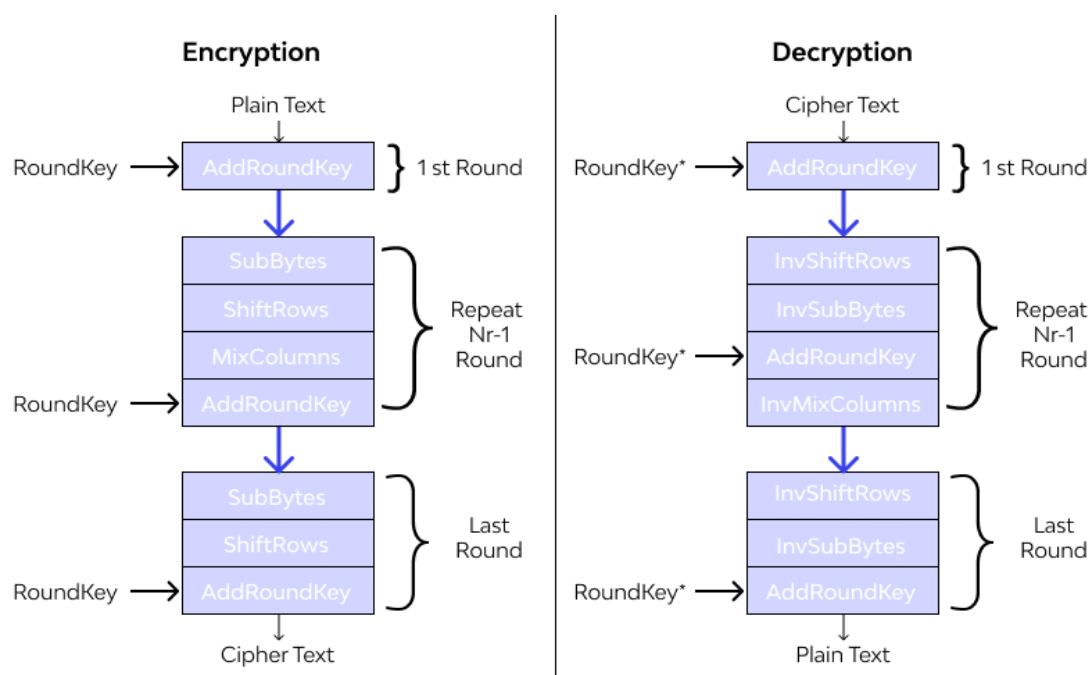 Encryption
Plain Text
RoundKey
AddRoundKey
1 st Round
SubBytes
ShiftRows
MixColumns
RoundKey
AddRoundKey
Repeat
Nr-1
Round
SubBytes
ShiftRows
RoundKey
AddRoundKey
Last
Round
Cipher Text
Decryption
Cipher Text
RoundKey*
AddRoundKey
1 st Round
InvShiftRows
InvSubBytes
RoundKey*
AddRoundKey
InvMixColumns
Repeat
Nr-1
Round
InvShiftRows
InvSubBytes
RoundKey*
AddRoundKey
Last
Round
Plain Text